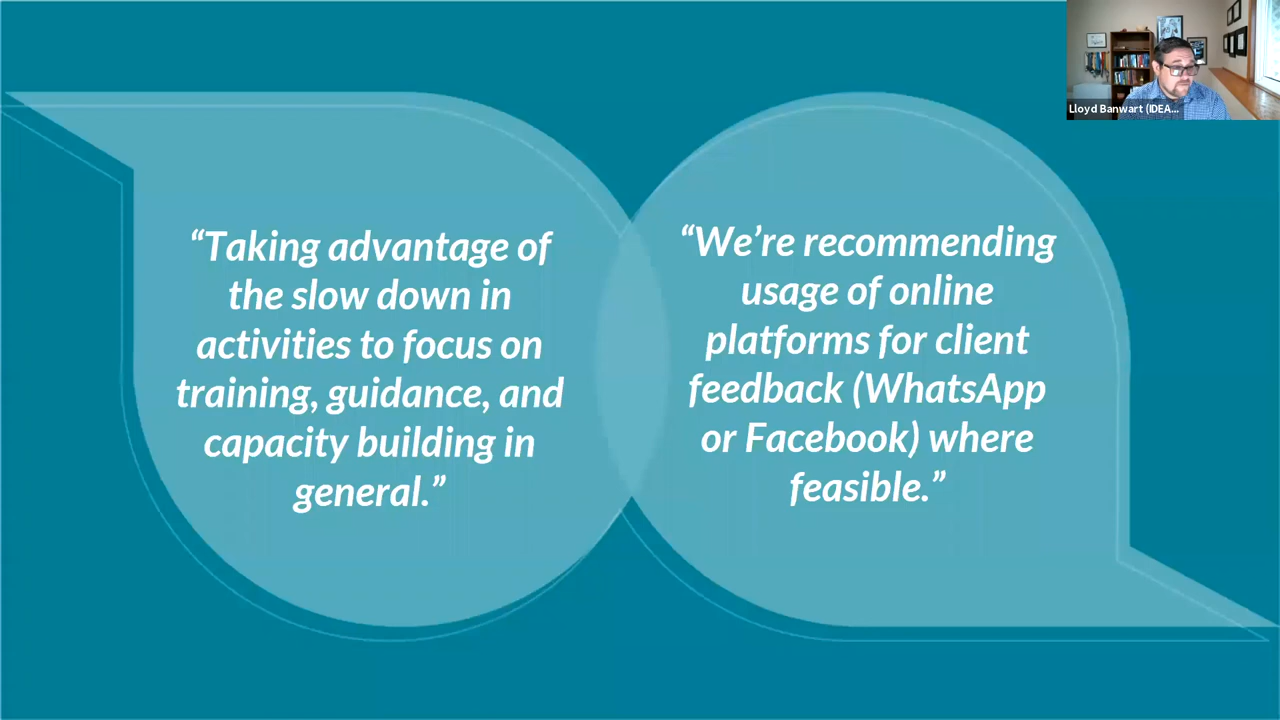 Lloyd Banwart (IDEA...
“Taking advantage of
the slow down in
activities to focus on
training, guidance, and
capacity building in
general.”
“We’re recommending
usage of online
platforms for client
feedback (WhatsApp
or Facebook) where
feasible.”